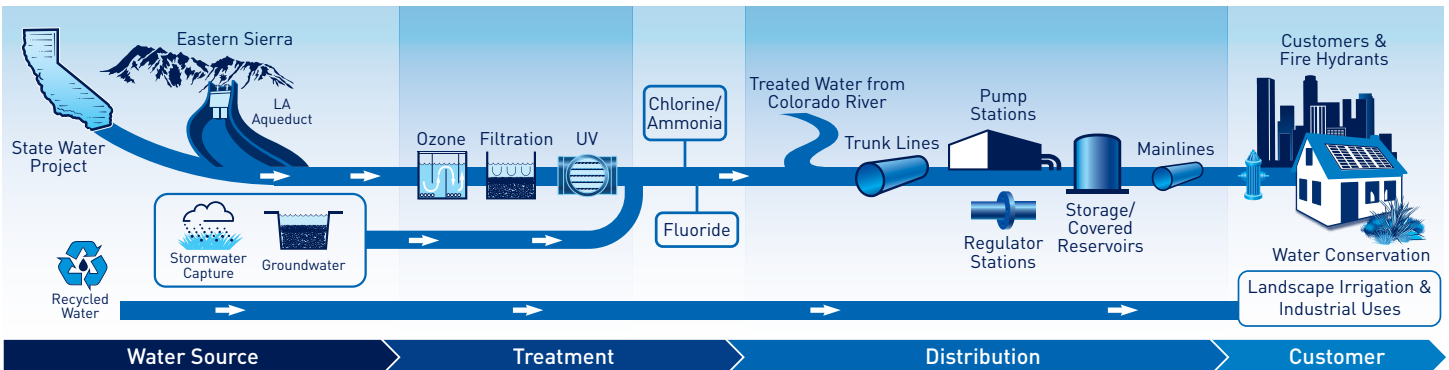 State Water
Project
Eastern Sierra
LA
Aqueduct
Stormwater
Capture
Groundwater
Recycled
Water
Ozone
Filtration
UV
Chlorine/
Ammonia
Fluoride
Treated Water from
Colorado River
Trunk Lines
Pump
Stations
Regulator
Stations
Storage/
Covered
Reservoirs
Mainlines
Customers &
Fire Hydrants
Water Conservation
Landscape Irrigation &
Industrial Uses
Water Source
Treatment
Distribution
Customer